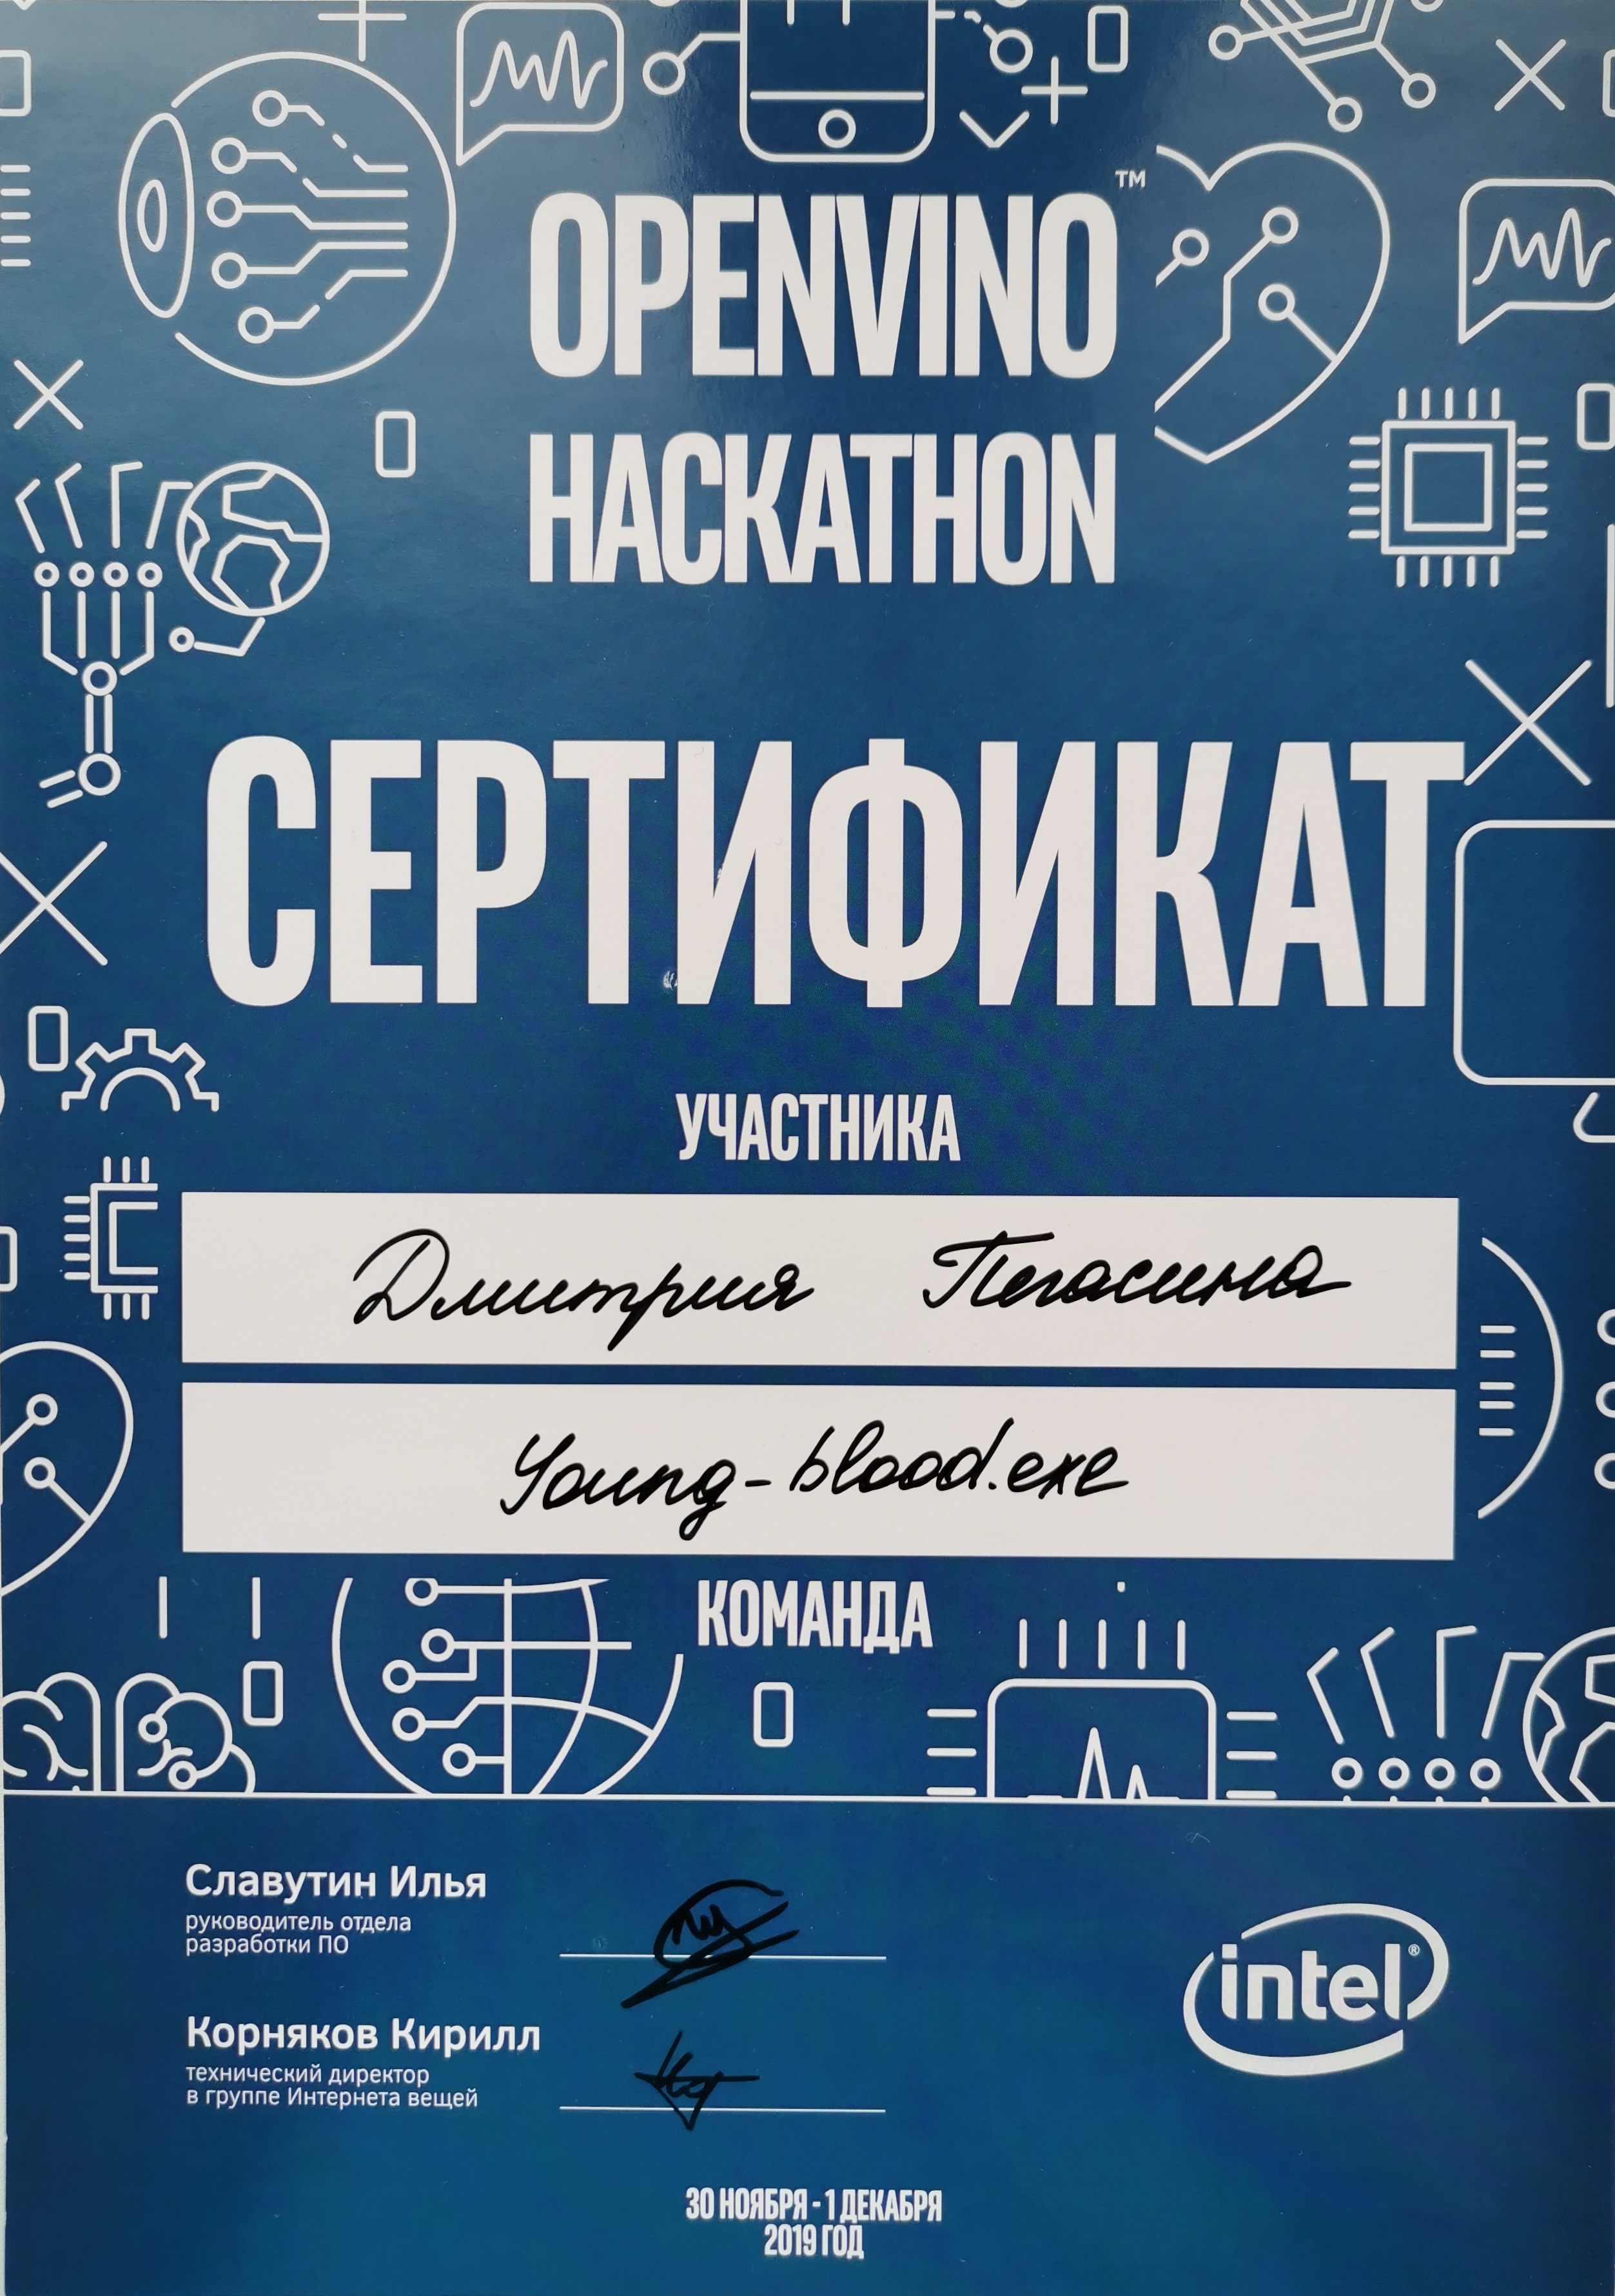 OPENVINO™
HACKATHON
СЕРТИФИКАТ
УЧАСТНИКА
Дмитрия Пегасина
Young-blood.exe
КОМАНДА
Славутин Илья
руководитель отдела
разработки ПО
Корняков Кирилл
технический директор
в группе Интернета вещей
intel®
30 НОЯБРЯ - 1 ДЕКАБРЯ
2019 ГОД